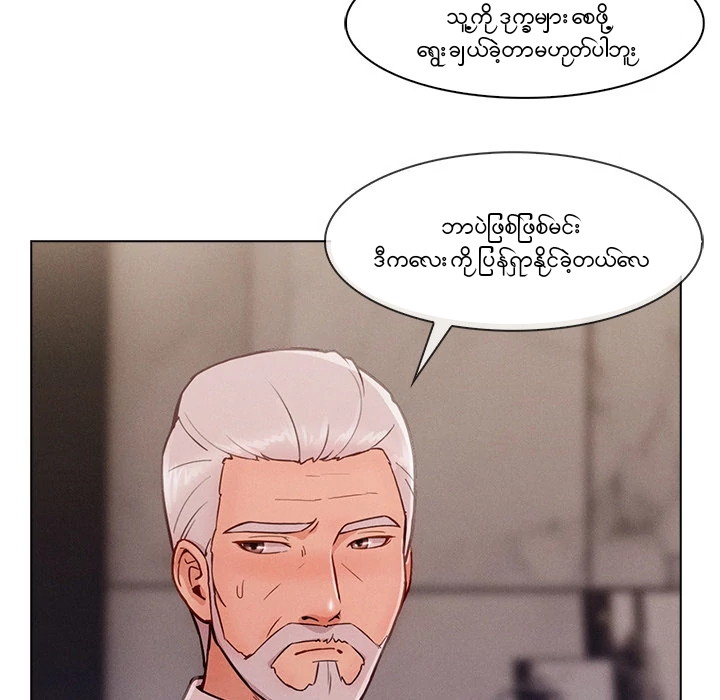 သူ့ကို ဒုက္ခများ စေဖို့
ရွေးချယ်ခဲ့တာမဟုတ်ပါဘူး
ဘာပဲဖြစ်ဖြစ်မင်း
ဒီကလေး ကို ပြန်ရှာနိုင်ခဲ့တယ်လေ